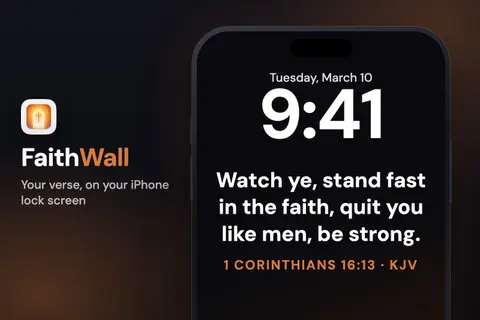 FaithWall
Your verse, on your iPhone
lock screen
Tuesday, March 10
9:41
Watch ye, stand fast
in the faith, quit you
like men, be strong.
1 CORINTHIANS 16:13 · KJV